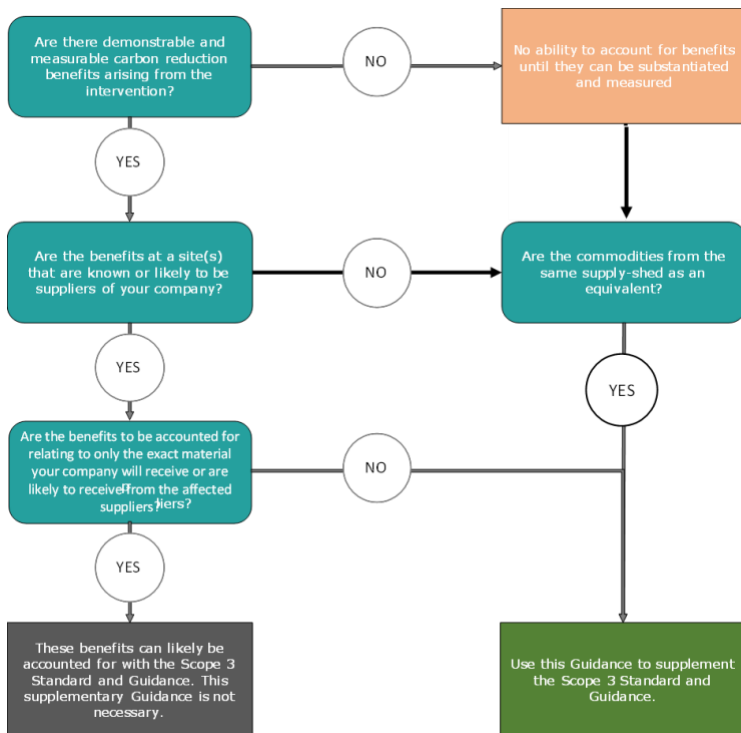 Are there demonstrable and
measurable carbon reduction
benefits arising from the
intervention?
NO
No ability to account for benefits
until they can be substantiated
and measured
YES
Are the benefits at a site(s)
that are known or likely to be
suppliers of your company?
NO
Are the commodities from the
same supply-shed as an
equivalent?
YES
YES
Are the benefits to be accounted for
relating to only the exact material
your company will receive or are
likely to receive from the affected
suppliers?
liers?
NO
YES
These benefits can likely be
accounted for with the Scope 3
Standard and Guidance. This
supplementary Guidance is not
necessary.
Use this Guidance to supplement
the Scope 3 Standard and
Guidance.